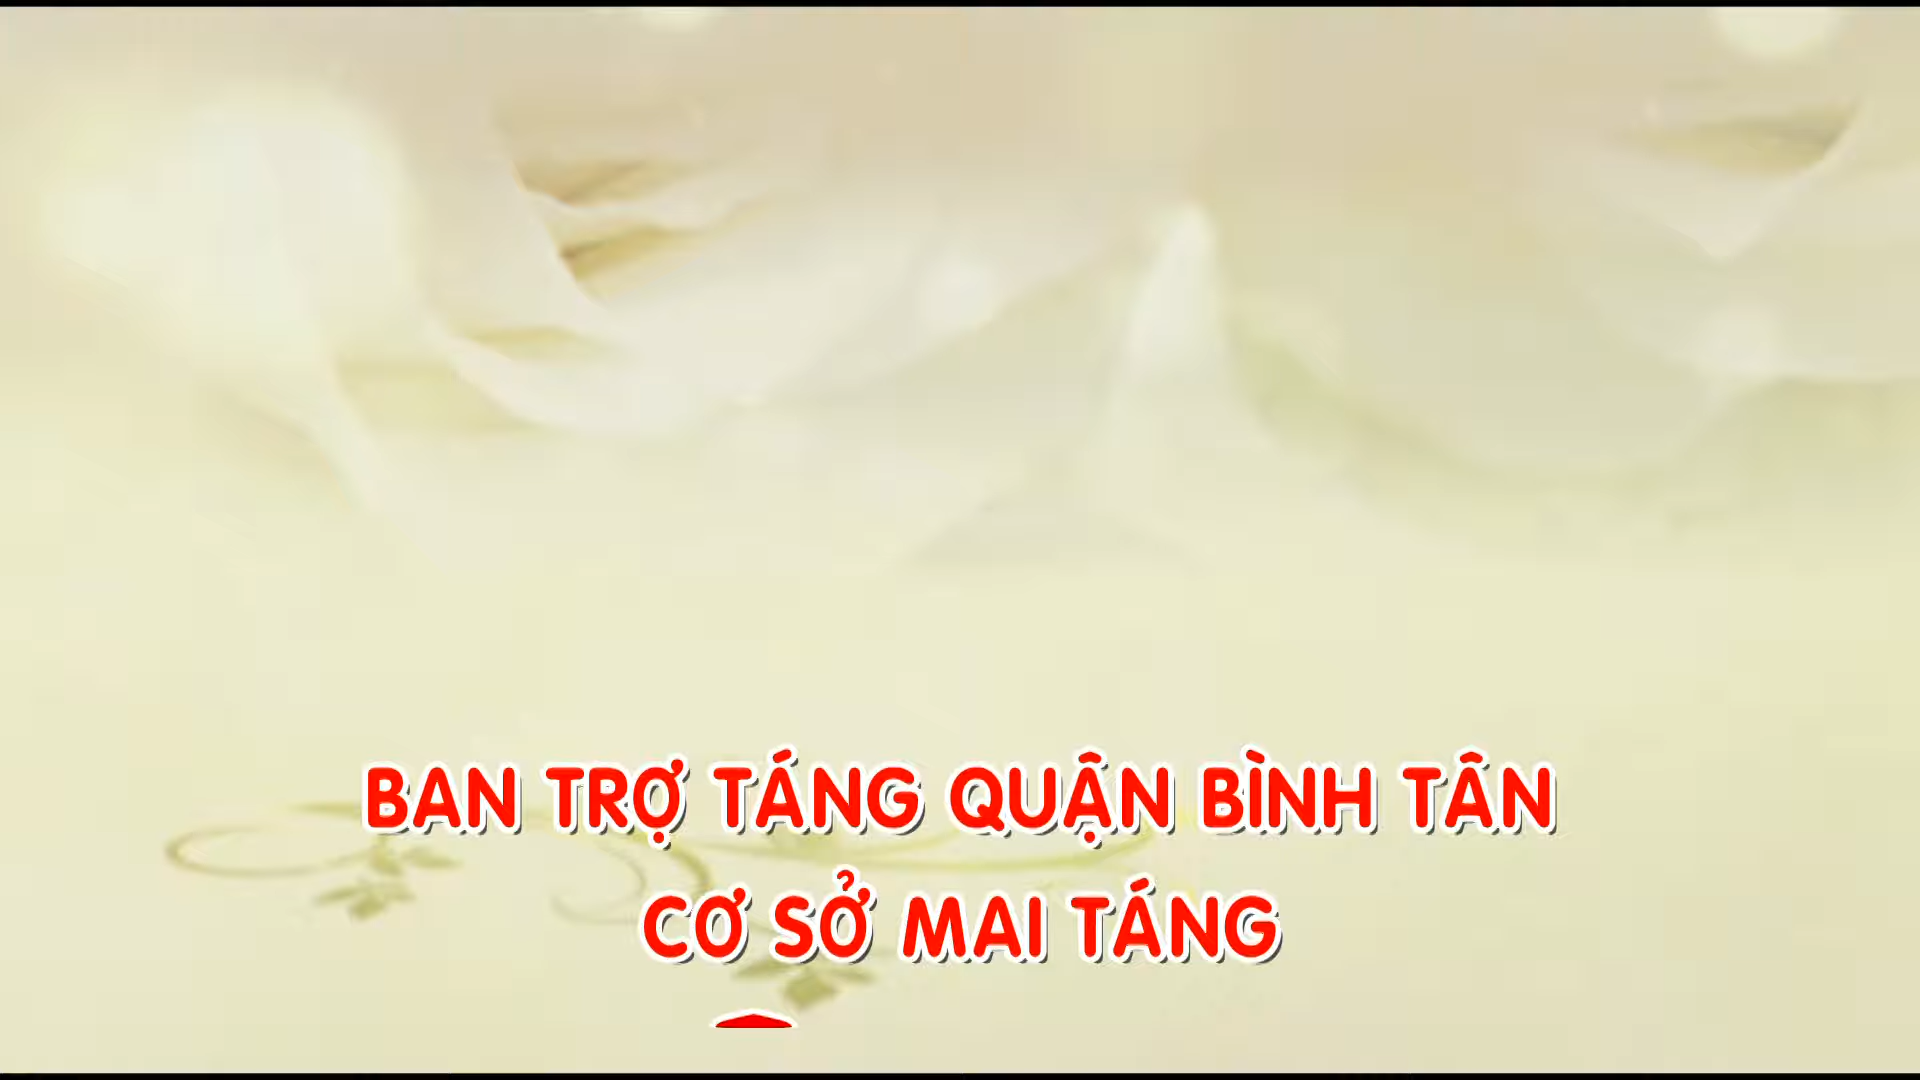 BAN TRỢ TÁNG QUẬN BÌNH TÂN
CƠ SỞ MAI TÁNG